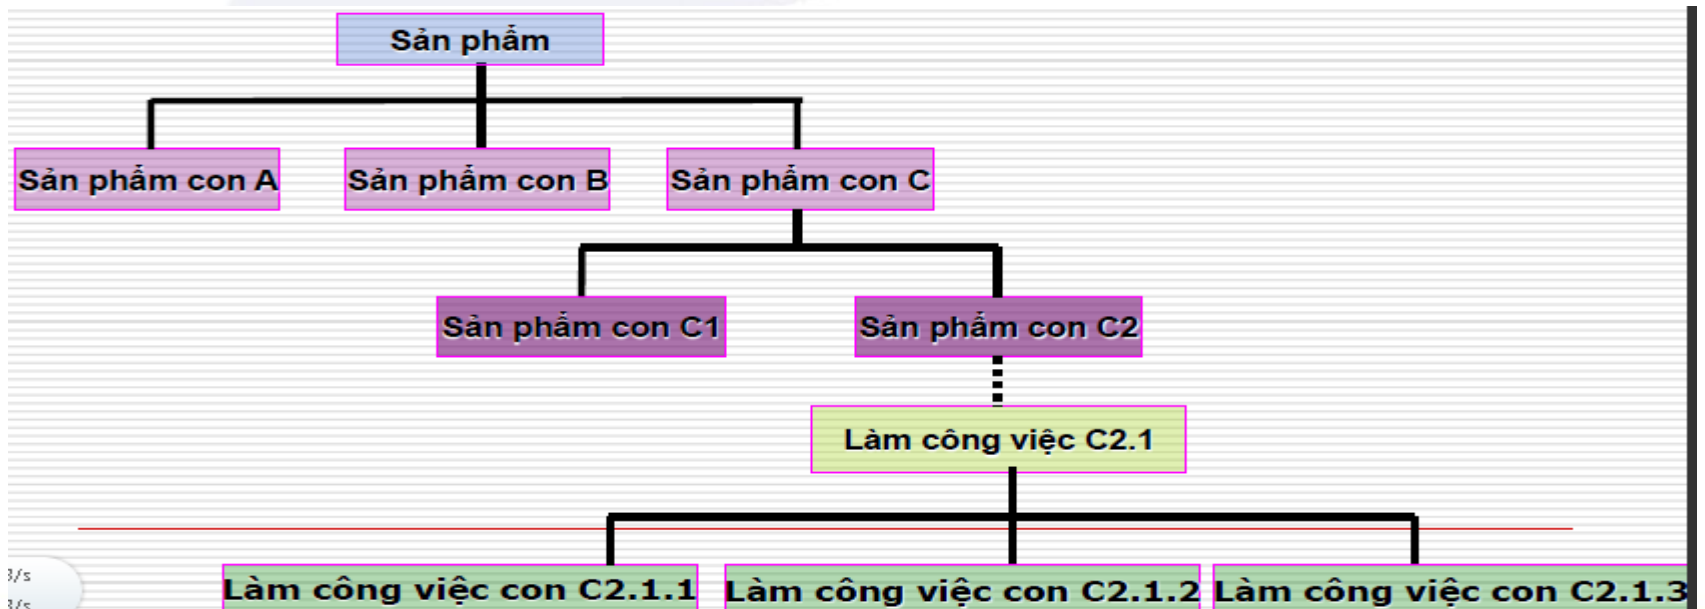 Sản phẩm
Sản phẩm con A
Sản phẩm con B
Sản phẩm con C
Sản phẩm con C1
Sản phẩm con C2
Làm công việc C2.1
Làm công việc con C2.1.1
Làm công việc con C2.1.2
Làm công việc con C2.1.3